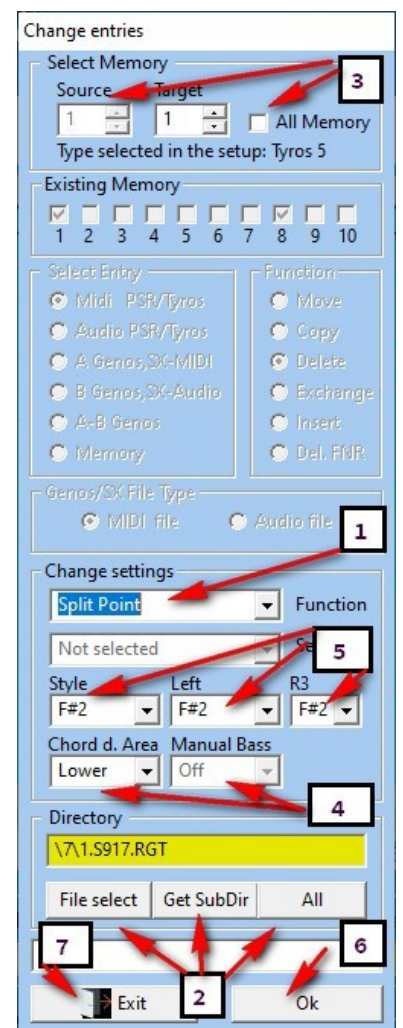 Change entries
Select Memory
Source Target
3
1 1 All Memory
Type selected in the setup: Tyros 5
Existing Memory
1 2 3 4 5 6 7 8 9 10
Select Entry Function
Midi PSR/Tyros Move
Audio PSR/Tyros Copy
A Genos,SX-MIDI Delete
B Genos,SX-Audio Exchange
A-B Genos Insert
Memory Del. FNR
Genos/SX File Type
MIDI file Audio file
1
Change settings
Split Point Function
Not selected
5
Style Left R3
F#2 F#2 F#2
Chord d. Area Manual Bass
Lower Off
4
Directory
\7\1.S917.RGT
File select Get SubDir All
7 6
2
Exit Ok